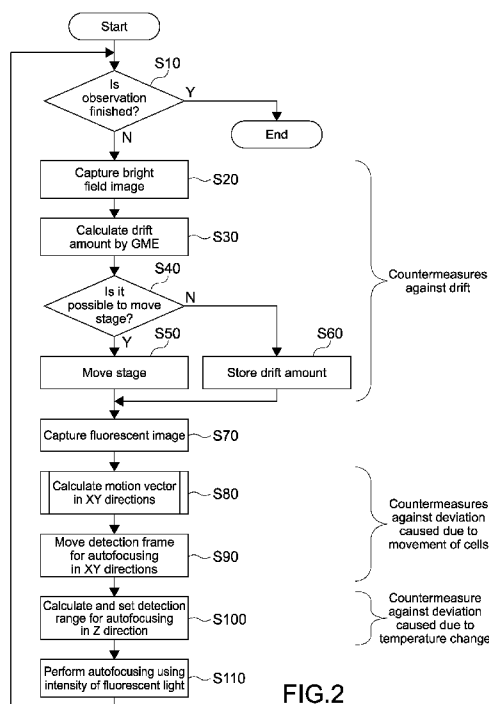 Start
S10
Is
observation
finished?
Y
N
End
Capture bright
field image
S20
Calculate drift
amount by GME
S30
S40
Is it
possible to move
stage?
N
Y
S50
S60
Move stage
Store drift amount
Countermeasures
against drift
Capture fluorescent image
S70
Calculate motion vector
in XY directions
S80
Move detection frame
for autofocusing
in XY directions
S90
Countermeasures
against deviation
caused due to
movement of cells
Calculate and set detection
range for autofocusing
in Z direction
S100
Countermeasure
against deviation
caused due to
temperature change
Perform autofocusing using
intensity of fluorescent light
S110
FIG.2